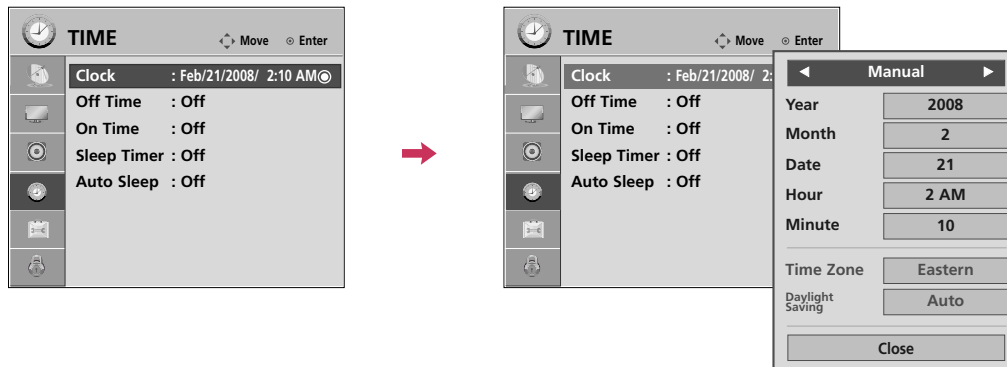 TIME
Move
Enter
Clock : Feb/21/2008/ 2:10 AM
Off Time : Off
On Time : Off
Sleep Timer : Off
Auto Sleep : Off
TIME
Move
Enter
Clock : Feb/21/2008/ 2:
Off Time : Off
On Time : Off
Sleep Timer : Off
Auto Sleep : Off
◄ Manual ►
Year 2008
Month 2
Date 21
Hour 2 AM
Minute 10
Time Zone Eastern
Daylight
Saving
Auto
Close